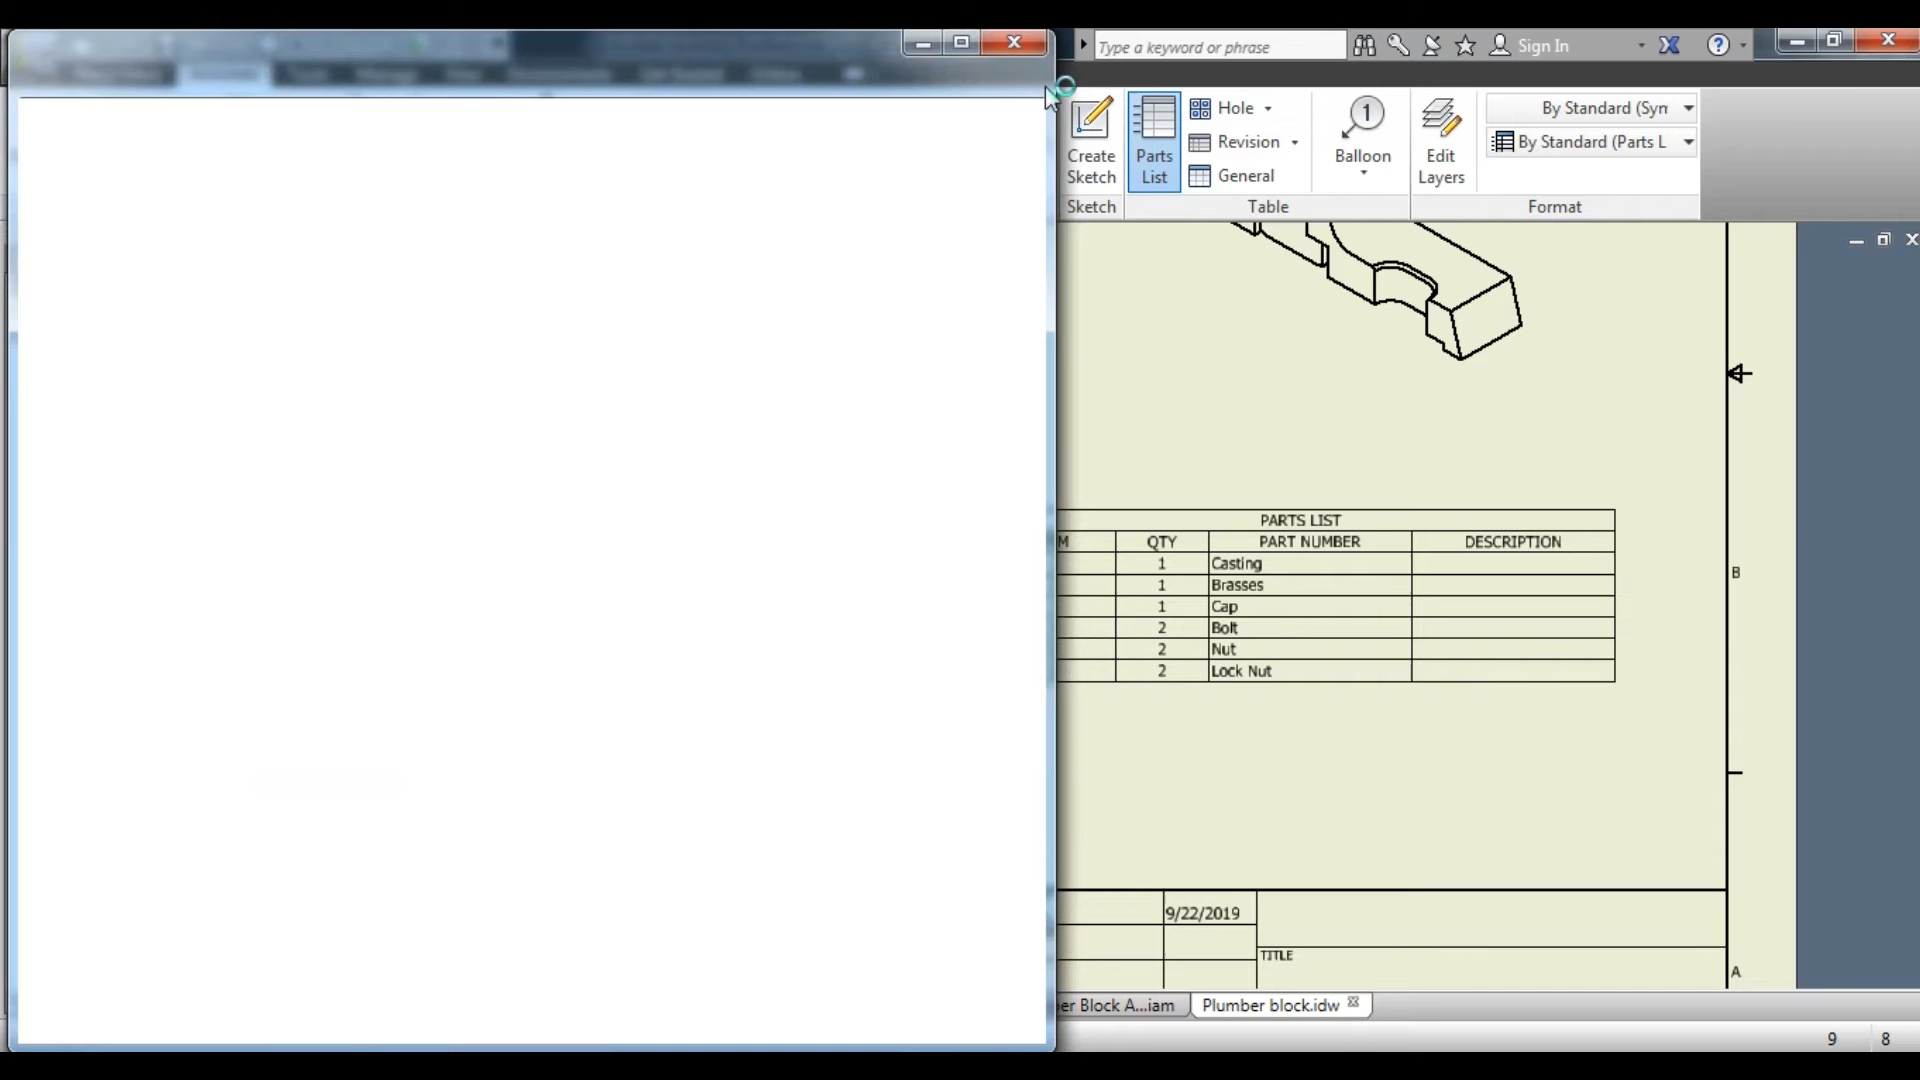 Type a keyword or phrase
Sign In
?
Create
Sketch
Parts
List
Hole
Revision
General
1
Balloon
Edit
Layers
By Standard (Syn
By Standard (Parts L
Sketch
Table
Format
PARTS LIST
M QTY PART NUMBER DESCRIPTION
1 Casting
1 Brasses
1 Cap
2 Bolt
2 Nut
2 Lock Nut
B
9/22/2019
TITLE
A
er Block A...iam
Plumber block.idw
9 8